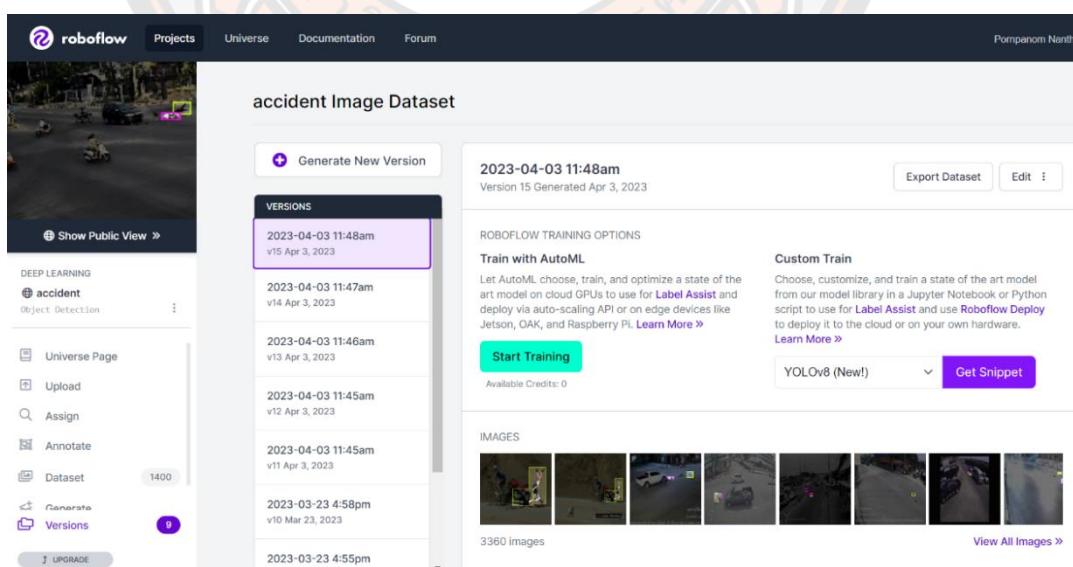 roboflow
Projects
Universe
Documentation
Forum
Pornpanom Nanth
accident Image Dataset
Generate New Version
VERSIONS
2023-04-03 11:48am
v15 Apr 3, 2023
2023-04-03 11:47am
v14 Apr 3, 2023
2023-04-03 11:46am
v13 Apr 3, 2023
2023-04-03 11:45am
v12 Apr 3, 2023
2023-04-03 11:45am
v11 Apr 3, 2023
2023-03-23 4:58pm
v10 Mar 23, 2023
2023-03-23 4:55pm
Show Public View »
DEEP LEARNING
accident
Object Detection
Universe Page
Upload
Assign
Annotate
Dataset
1400
Generate
Versions
9
UPGRADE
2023-04-03 11:48am
Version 15 Generated Apr 3, 2023
Export Dataset
Edit
ROBOFLOW TRAINING OPTIONS
Train with AutoML
Let AutoML choose, train, and optimize a state of the
art model on cloud GPUs to use for Label Assist and
deploy via auto-scaling API or on edge devices like
Jetson, OAK, and Raspberry Pi. Learn More »
Start Training
Available Credits: 0
Custom Train
Choose, customize, and train a state of the art model
from our model library in a Jupyter Notebook or Python
script to use for Label Assist and use Roboflow Deploy
to deploy it to the cloud or on your own hardware.
Learn More »
YOLOv8 (New!)
Get Snippet
IMAGES
3360 images
View All Images »